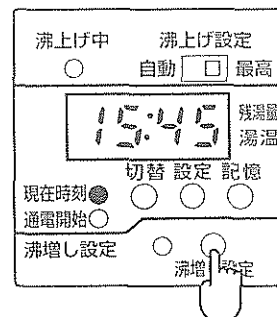 沸上げ中 沸上げ設定
自動 最高
15:45 残湯量
湯温
切替 設定 記憶
現在時刻
通電開始
沸増し設定
沸増 設定